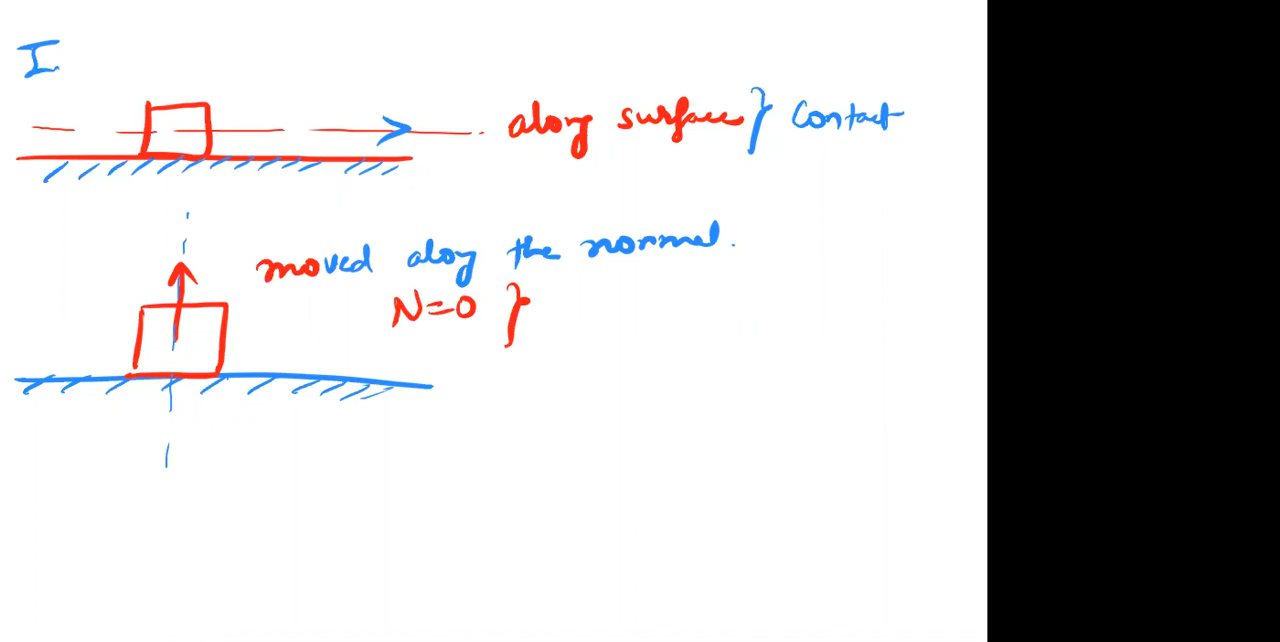 I
along surface } Contact
moved along the normal.
N=0 }